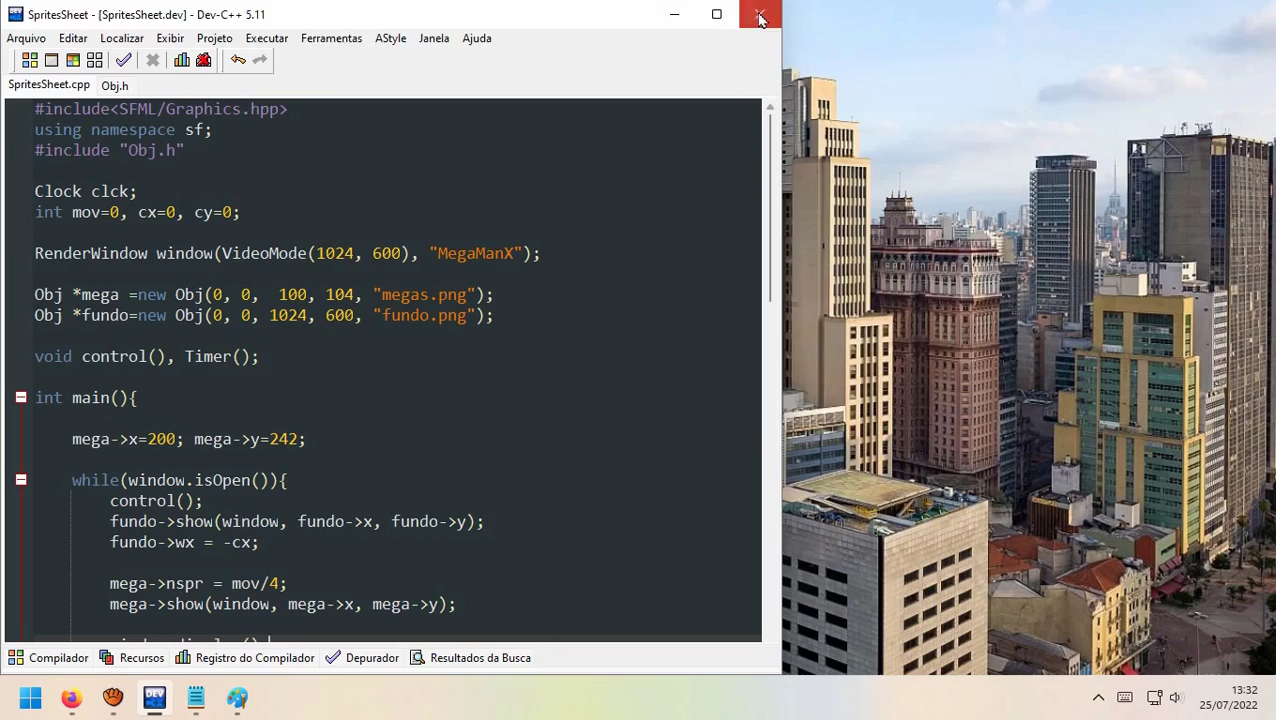 SpritesSheet - [SpritesSheet.dev] - Dev-C++ 5.11
Arquivo Editar Localizar Exibir Projeto Executar Ferramentas AStyle Janela Ajuda
SpritesSheet.cpp Obj.h
#include<SFML/Graphics.hpp>
using namespace sf;
#include "Obj.h"
Clock clck;
int mov=0, cx=0, cy=0;
RenderWindow window(VideoMode(1024, 600), "MegaManX");
Obj *mega =new Obj(0, 0,  100, 104, "megas.png");
Obj *fundo=new Obj(0, 0, 1024, 600, "fundo.png");
void control(), Timer();
int main(){
mega->x=200; mega->y=242;
while(window.isOpen()){
control();
fundo->show(window, fundo->x, fundo->y);
fundo->wx = -cx;
mega->nspr = mov/4;
mega->show(window, mega->x, mega->y);
Compilador Recursos Registro do Compilador Depurador Resultados da Busca
DEV
13:32
25/07/2022